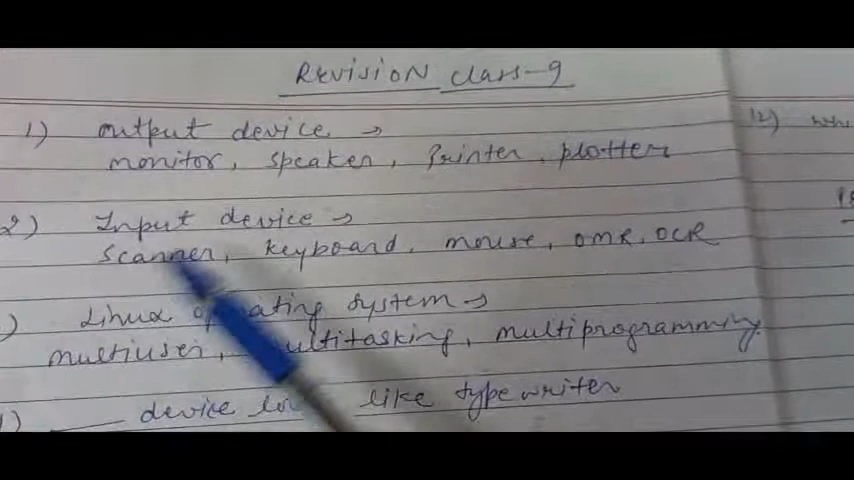 Revision Class-9
1) output device →
monitor, speaker, Printer, plotter
2) Input device →
scanner, keyboard, mouse, OMR, OCR
) Linux operating system →
multiuser, multitasking, multiprogramming.
) ____ device like typewriter
12)